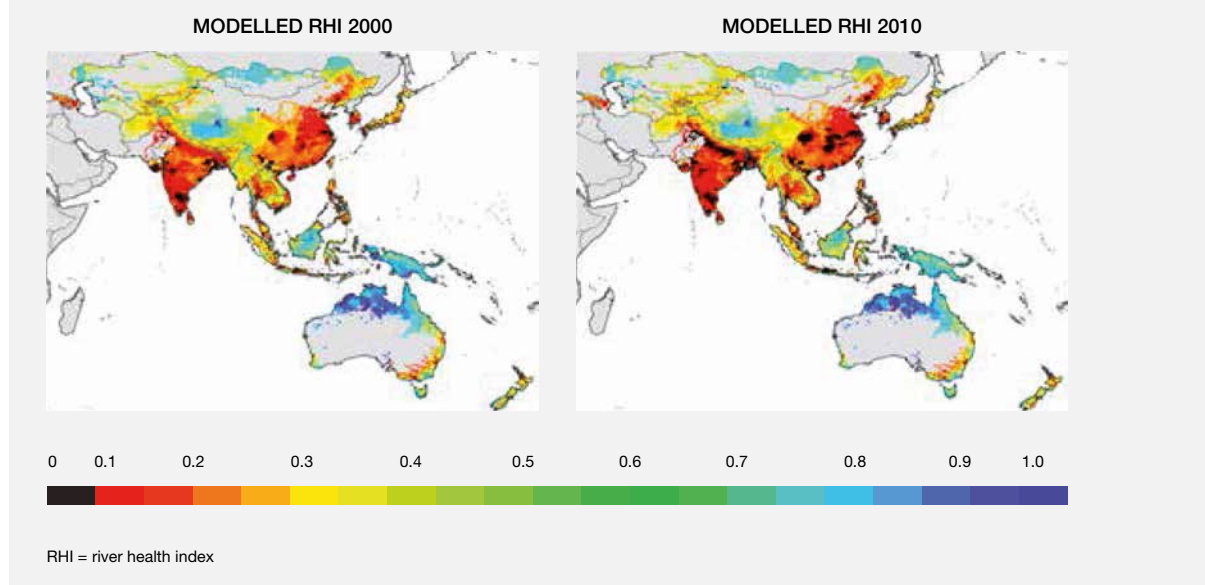 MODELLED RHI 2000
MODELLED RHI 2010
0 0.1 0.2 0.3 0.4 0.5 0.6 0.7 0.8 0.9 1.0
RHI = river health index